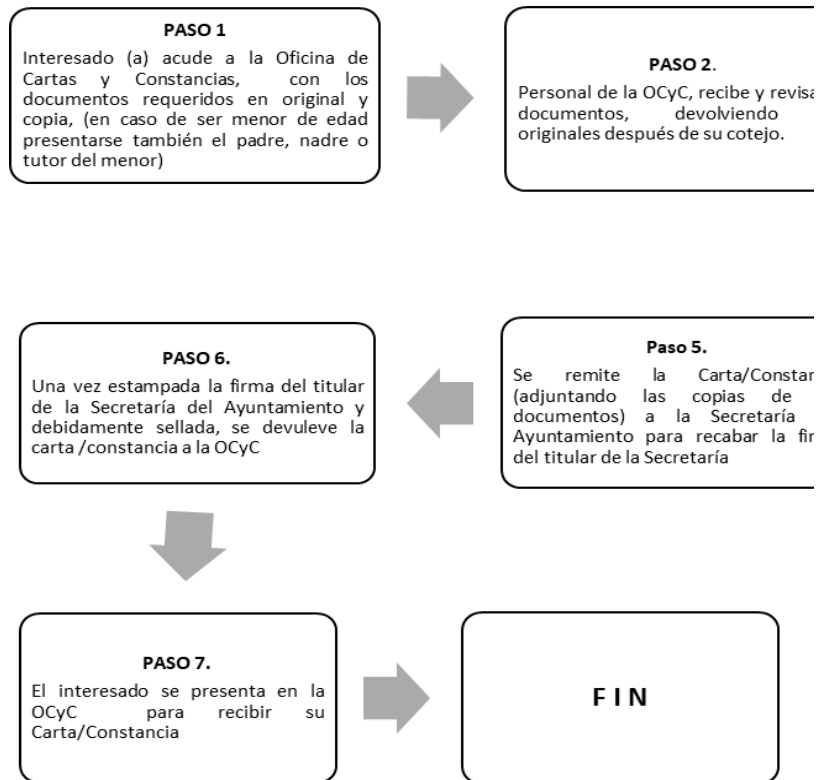 PASO 1
Interesado (a) acude a la Oficina de
Cartas y Constancias, con los
documentos requeridos en original y
copia, (en caso de ser menor de edad
presentarse también el padre, nadre o
tutor del menor)
PASO 2.
Personal de la OCyC, recibe y revisa
documentos, devolviendo
originales después de su cotejo.
PASO 6.
Una vez estampada la firma del titular
de la Secretaría del Ayuntamiento y
debidamente sellada, se devuleve la
carta /constancia a la OCyC
Paso 5.
Se remite la Carta/Constan
(adjuntando las copias de
documentos) a la Secretaría
Ayuntamiento para recabar la fir
del titular de la Secretaría
PASO 7.
El interesado se presenta en la
OCyC para recibir su
Carta/Constancia
F I N